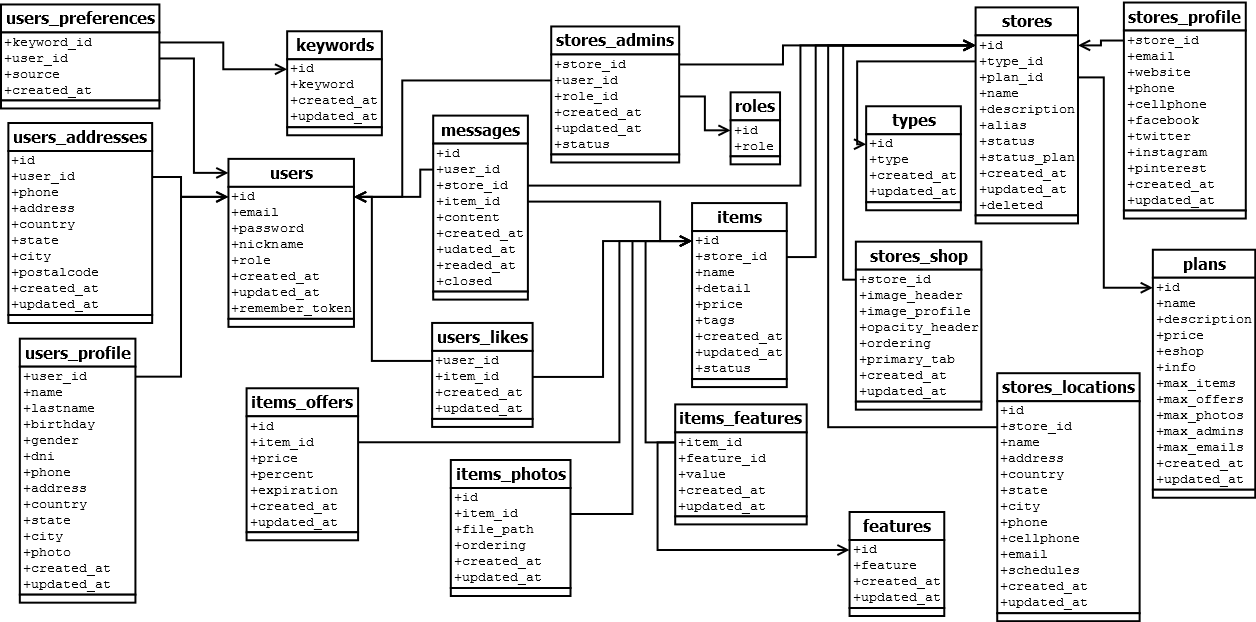 users_preferences
+keyword_id
+user_id
+source
+created_at
keywords
+id
+keyword
+created_at
+updated_at
stores_admins
+store_id
+user_id
+role_id
+created_at
+updated_at
+status
roles
+id
+role
stores
+id
+type_id
+plan_id
+name
+description
+alias
+status
+status_plan
+created_at
+updated_at
+deleted
stores_profile
+store_id
+email
+website
+phone
+cellphone
+facebook
+twitter
+instagram
+pinterest
+created_at
+updated_at
users_addresses
+id
+user_id
+phone
+address
+country
+state
+city
+postalcode
+created_at
+updated_at
users
+id
+email
+password
+nickname
+role
+created_at
+updated_at
+remember_token
messages
+id
+user_id
+store_id
+item_id
+content
+created_at
+udated_at
+readed_at
+closed
types
+id
+type
+created_at
+updated_at
items
+id
+store_id
+name
+detail
+price
+tags
+created_at
+updated_at
+status
stores_shop
+store_id
+image_header
+image_profile
+opacity_header
+ordering
+primary_tab
+created_at
+updated_at
plans
+id
+name
+description
+price
+eshop
+info
+max_items
+max_offers
+max_photos
+max_admins
+max_emails
+created_at
+updated_at
users_profile
+user_id
+name
+lastname
+birthday
+gender
+dni
+phone
+address
+country
+state
+city
+photo
+created_at
+updated_at
users_likes
+user_id
+item_id
+created_at
+updated_at
items_offers
+id
+item_id
+price
+percent
+expiration
+created_at
+updated_at
items_photos
+id
+item_id
+file_path
+ordering
+created_at
+updated_at
items_features
+item_id
+feature_id
+value
+created_at
+updated_at
features
+id
+feature
+created_at
+updated_at
stores_locations
+id
+store_id
+name
+address
+country
+state
+city
+phone
+cellphone
+email
+schedules
+created_at
+updated_at